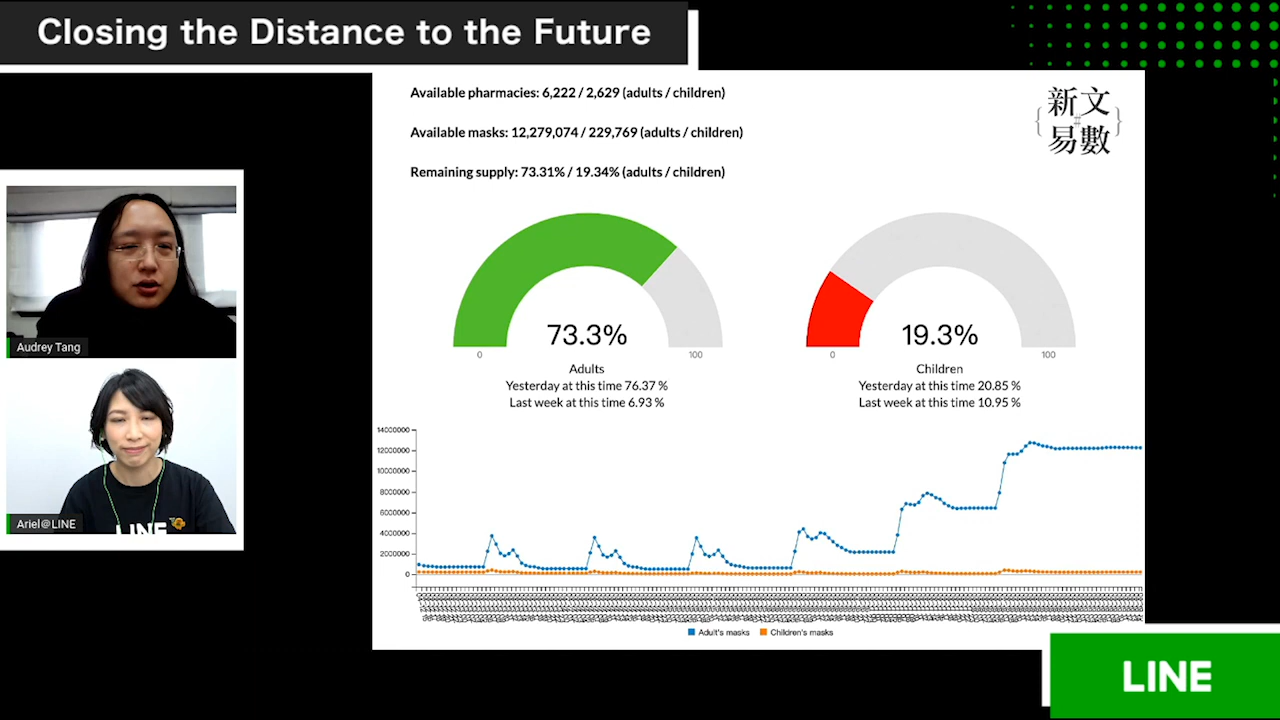 Closing the Distance to the Future
Available pharmacies: 6,222 / 2,629 (adults / children)
Available masks: 12,279,074 / 229,769 (adults / children)
Remaining supply: 73.31% / 19.34% (adults / children)
新文
{#}
易數
Audrey Tang
LINE
Ariel@LINE
73.3%
0
100
Adults
Yesterday at this time 76.37 %
Last week at this time 6.93 %
19.3%
0
100
Children
Yesterday at this time 20.85 %
Last week at this time 10.95 %
14000000
12000000
10000000
8000000
6000000
4000000
2000000
0
Adult's masks
Children's masks
LINE